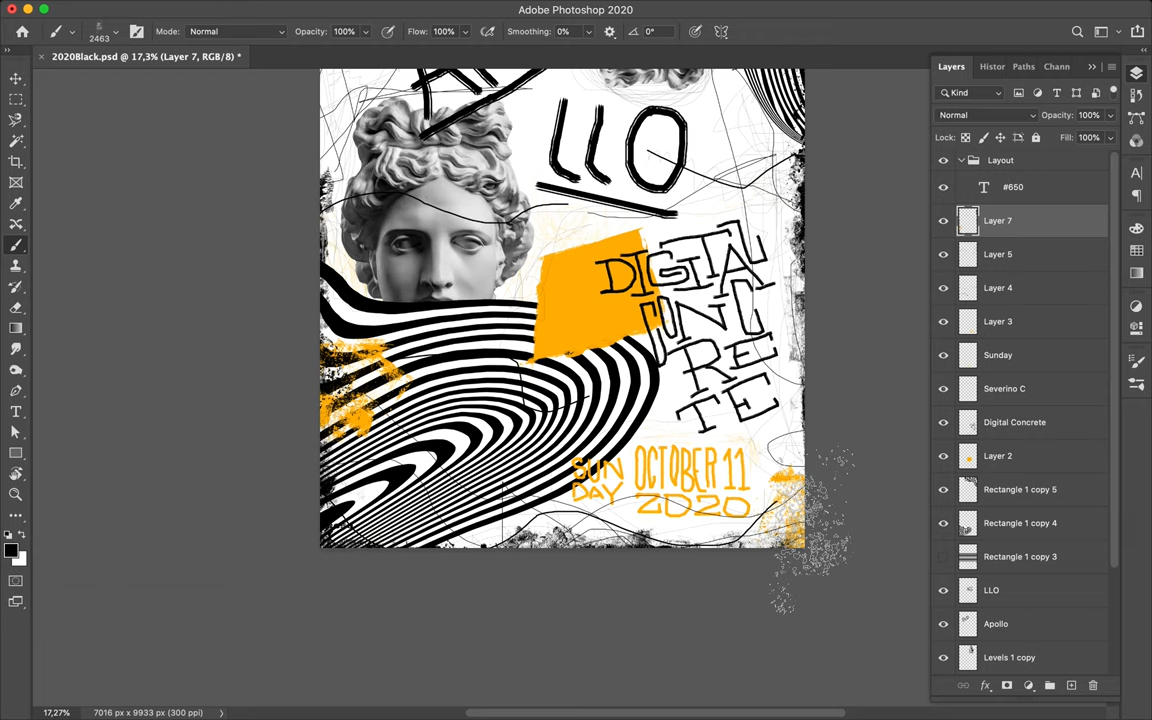 Adobe Photoshop 2020
2463
Mode:
Normal
Opacity:
100%
Flow:
100%
Smoothing:
0%
0°
2020Black.psd @ 17,3% (Layer 7, RGB/8) *
Layers
Histor
Paths
Chann
Kind
Normal
Opacity:
100%
Lock:
Fill:
100%
Layout
#650
Layer 7
Layer 5
Layer 4
Layer 3
Sunday
Severino C
Digital Concrete
Layer 2
Rectangle 1 copy 5
Rectangle 1 copy 4
Rectangle 1 copy 3
LLO
Apollo
Levels 1 copy
LLO
DIGITAL
CONC
RE
TE
SUN
DAY
OCTOBER 11
2020
17,27%
7016 px x 9933 px (300 ppi)